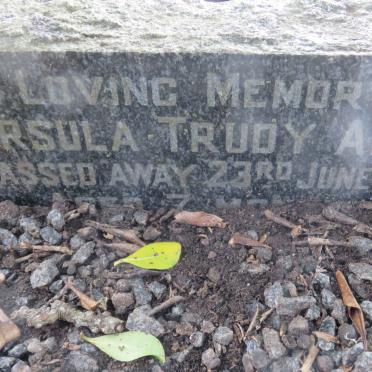 LOVING MEMOR
RSULA TRUDY A
ASSED AWAY 23RD JUNE